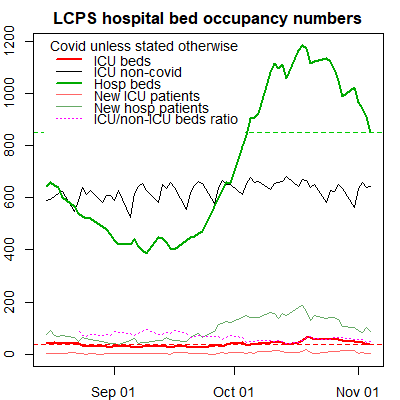 LCPS hospital bed occupancy numbers
Covid unless stated otherwise
ICU beds
ICU non-covid
Hosp beds
New ICU patients
New hosp patients
ICU/non-ICU beds ratio
1200
1000
800
600
400
200
0
Sep 01 Oct 01 Nov 01